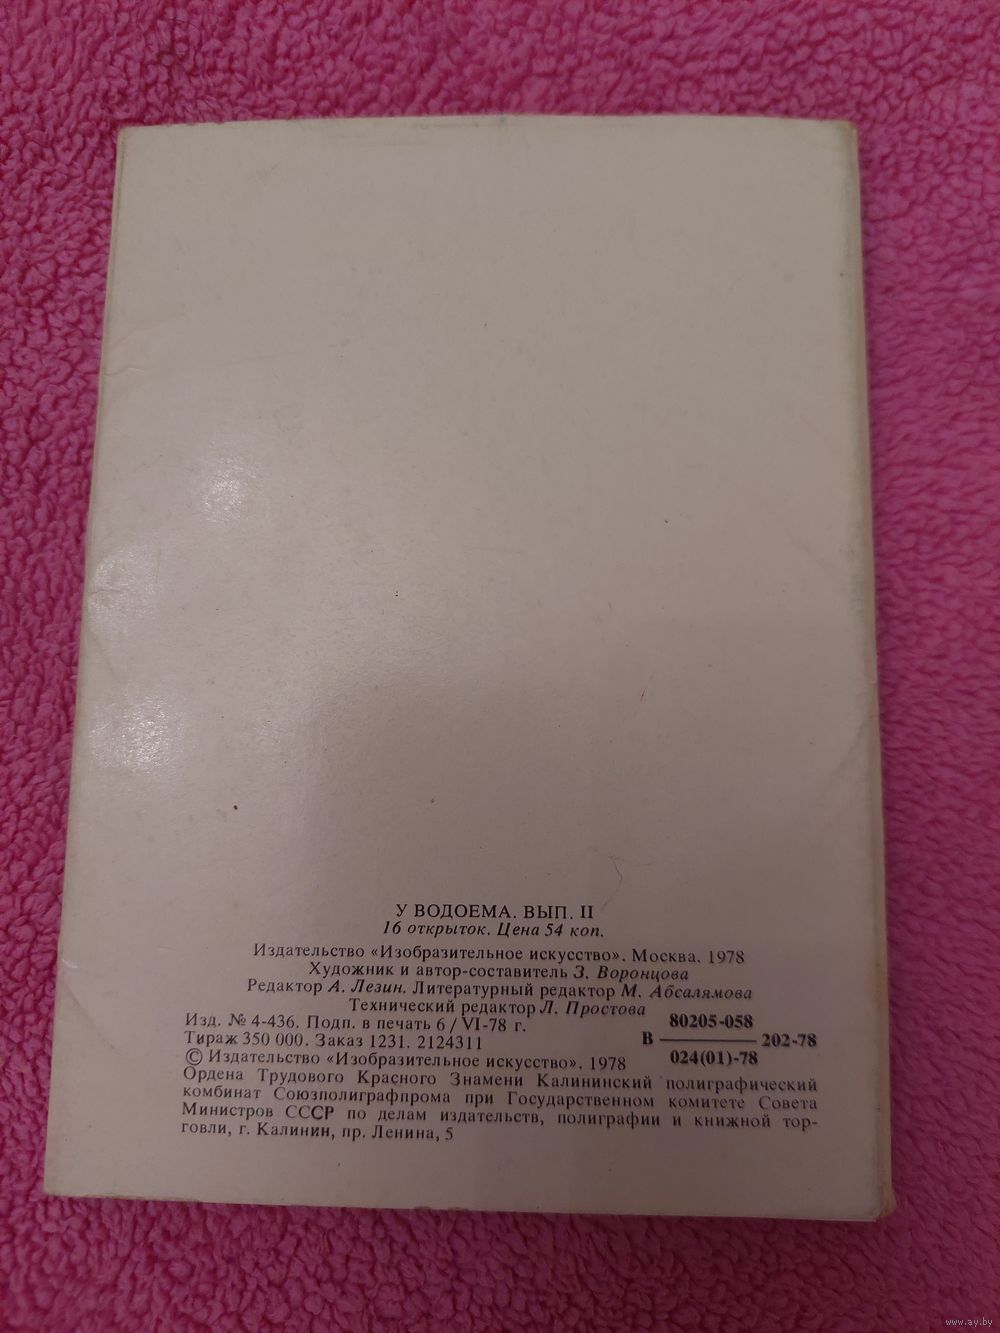 У ВОДОЕМА. ВЫП. II
16 открыток. Цена 54 коп.
Издательство «Изобразительное искусство». Москва. 1978
Художник и автор-составитель З. Воронцова
Редактор А. Лезин. Литературный редактор М. Абсалямова
Технический редактор Л. Простова
Изд. № 4-436. Подп. в печать 6/VI-78 г.
Тираж 350 000. Заказ 1231. 2124311
80205-058
В ——— 202-78
024(01)-78
© Издательство «Изобразительное искусство». 1978
Ордена Трудового Красного Знамени Калининский полиграфический
комбинат Союзполиграфпрома при Государственном комитете Совета
Министров СССР по делам издательств, полиграфии и книжной тор-
говли, г. Калинин, пр. Ленина, 5
www.ay.by